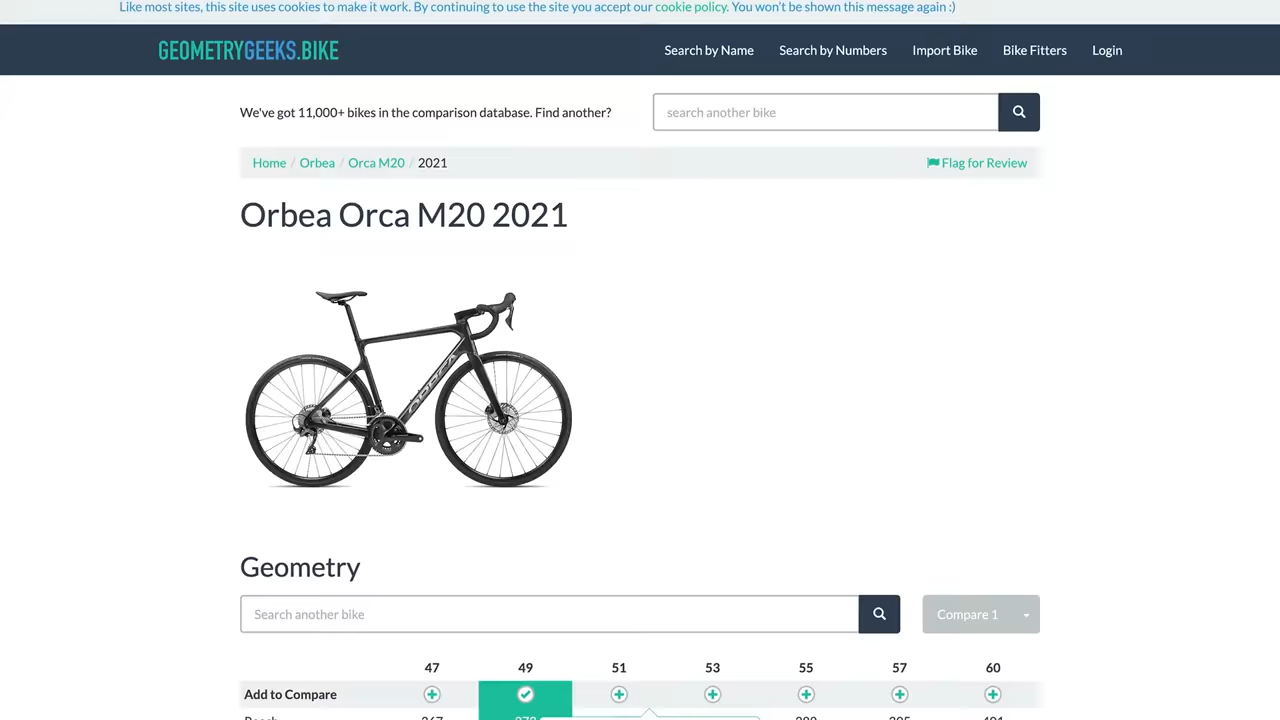 Like most sites, this site uses cookies to make it work. By continuing to use the site you accept our cookie policy. You won't be shown this message again :)
GEOMETRYGEEKS.BIKE
Search by Name
Search by Numbers
Import Bike
Bike Fitters
Login
We've got 11,000+ bikes in the comparison database. Find another?
search another bike
Home / Orbea / Orca M20 / 2021
Flag for Review
Orbea Orca M20 2021
ORBEA
Geometry
Search another bike
Compare 1
47 49 51 53 55 57 60
Add to Compare